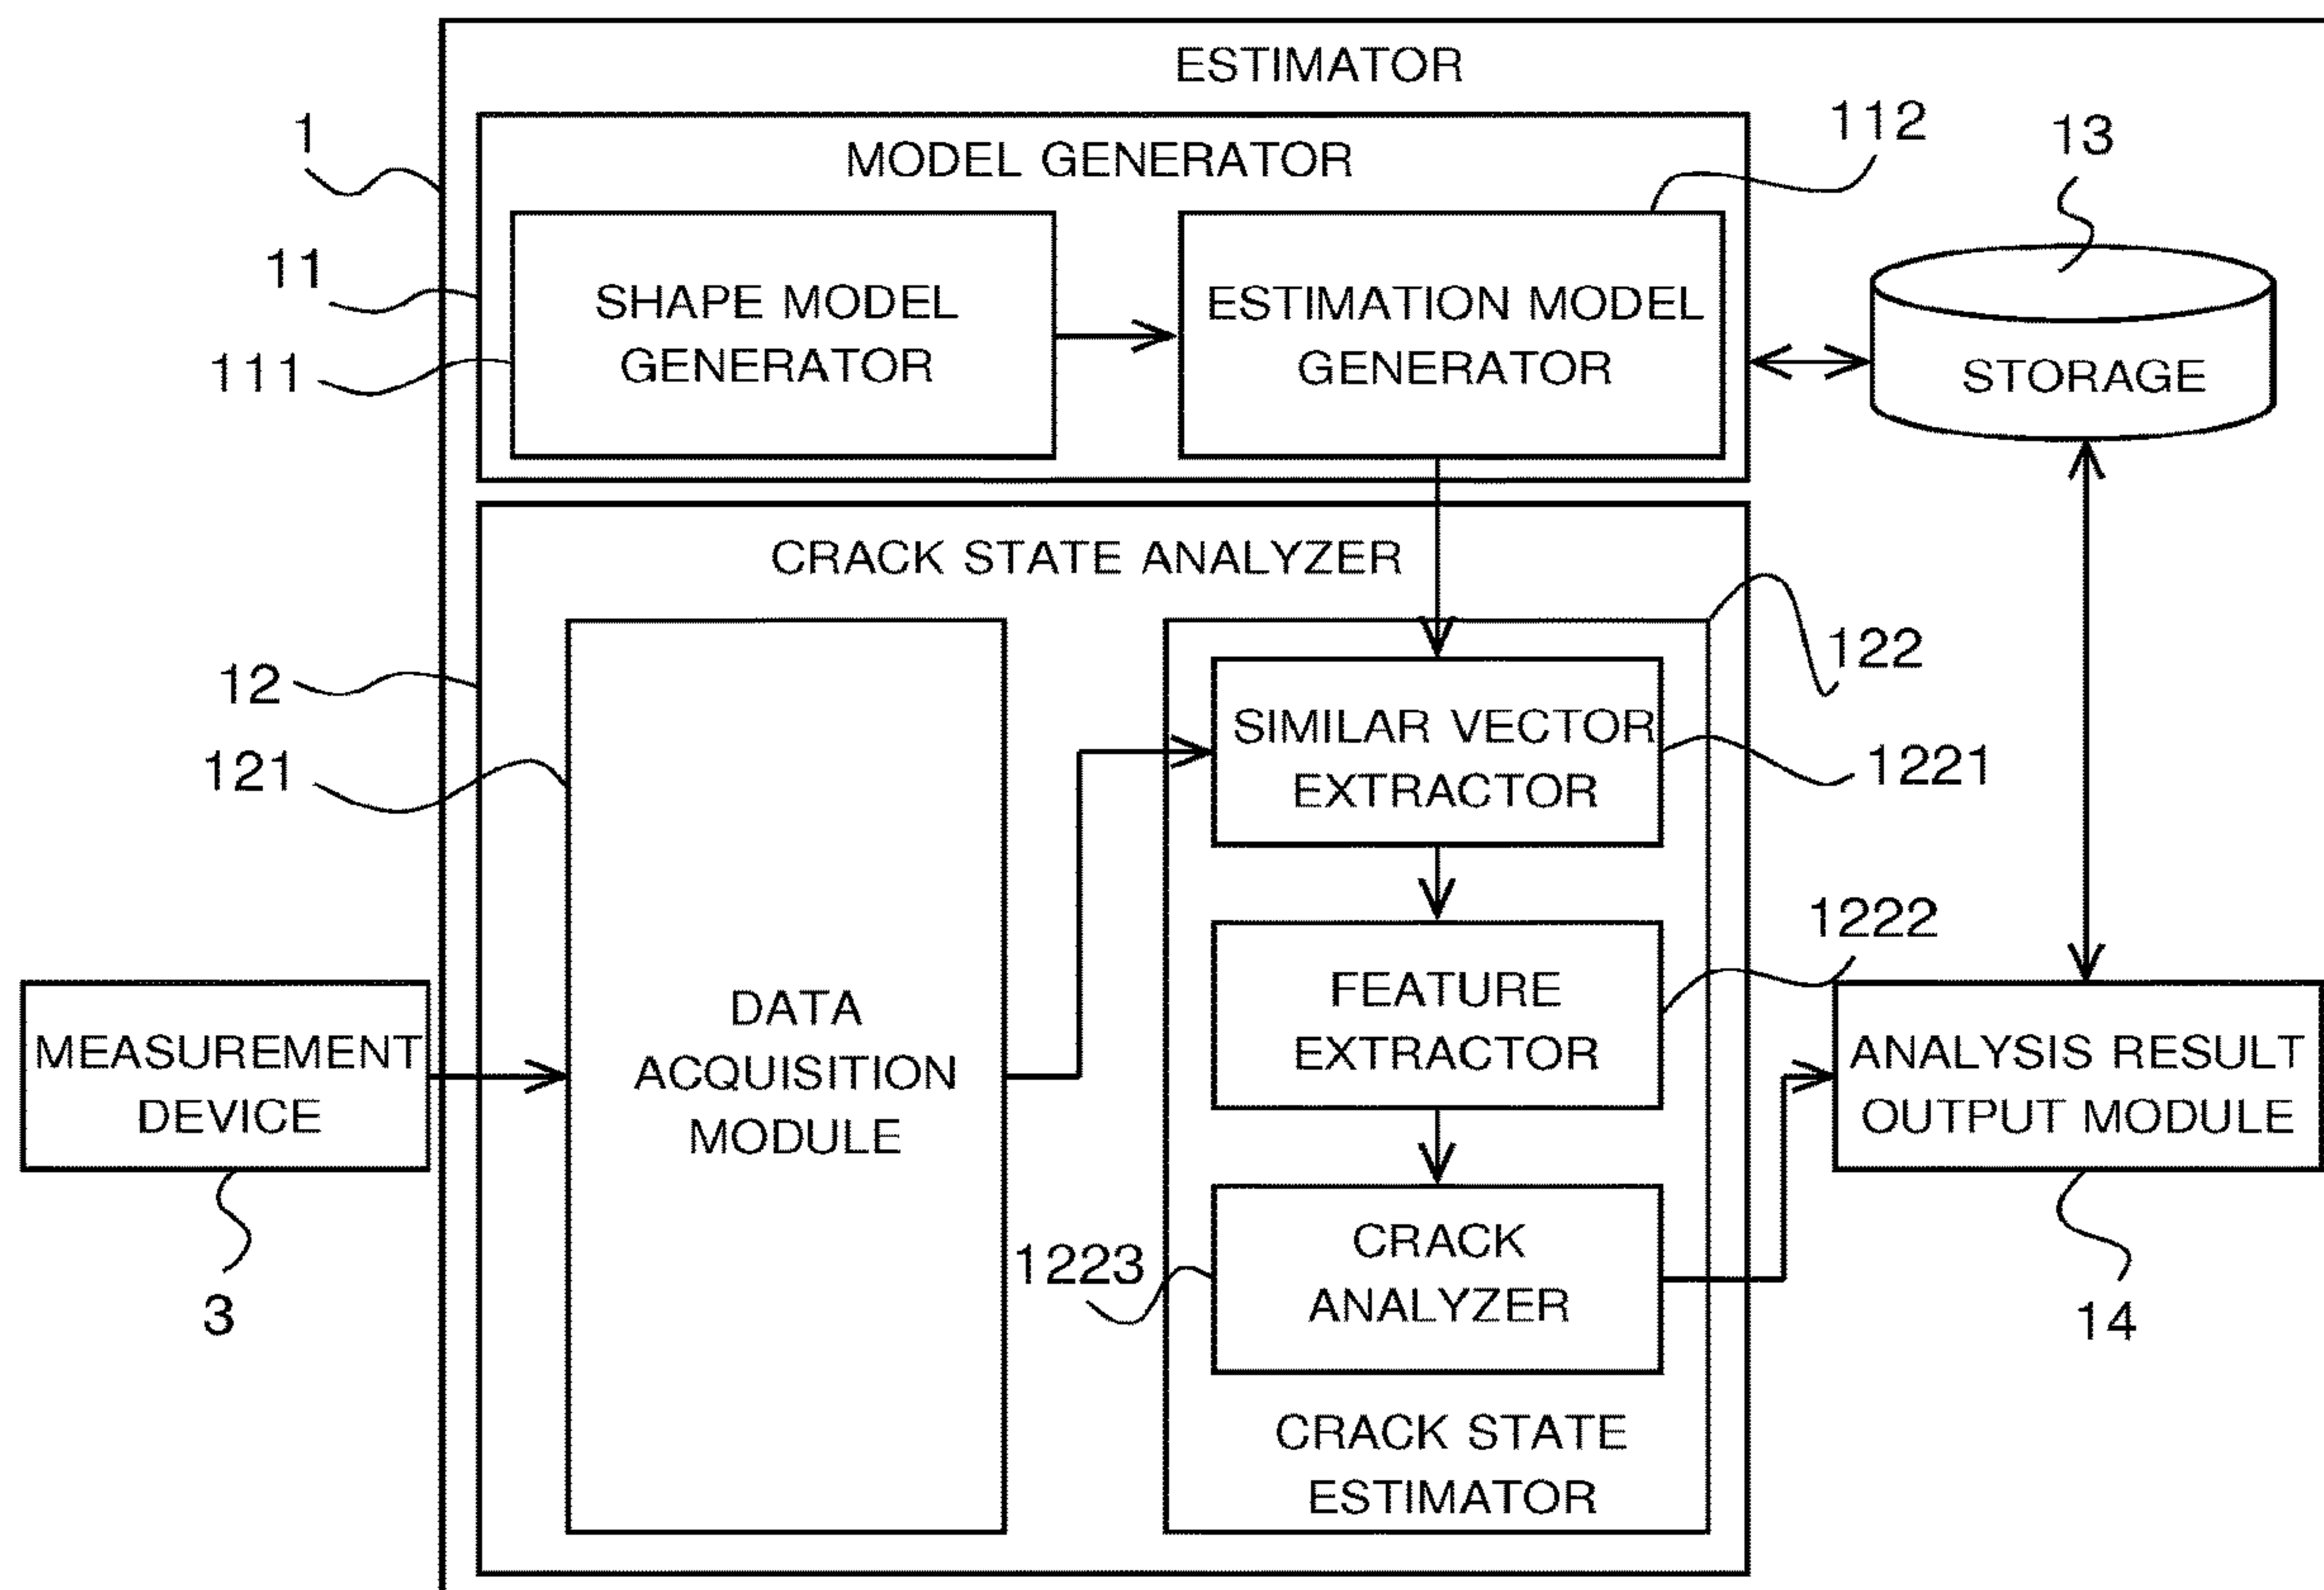 ESTIMATOR
1
MODEL GENERATOR
112
13
11
SHAPE MODEL
GENERATOR
111
ESTIMATION MODEL
GENERATOR
STORAGE
CRACK STATE ANALYZER
12
121
122
SIMILAR VECTOR
EXTRACTOR
1221
1222
FEATURE
EXTRACTOR
DATA
ACQUISITION
MODULE
MEASUREMENT
DEVICE
3
ANALYSIS RESULT
OUTPUT MODULE
14
1223
CRACK
ANALYZER
CRACK STATE
ESTIMATOR